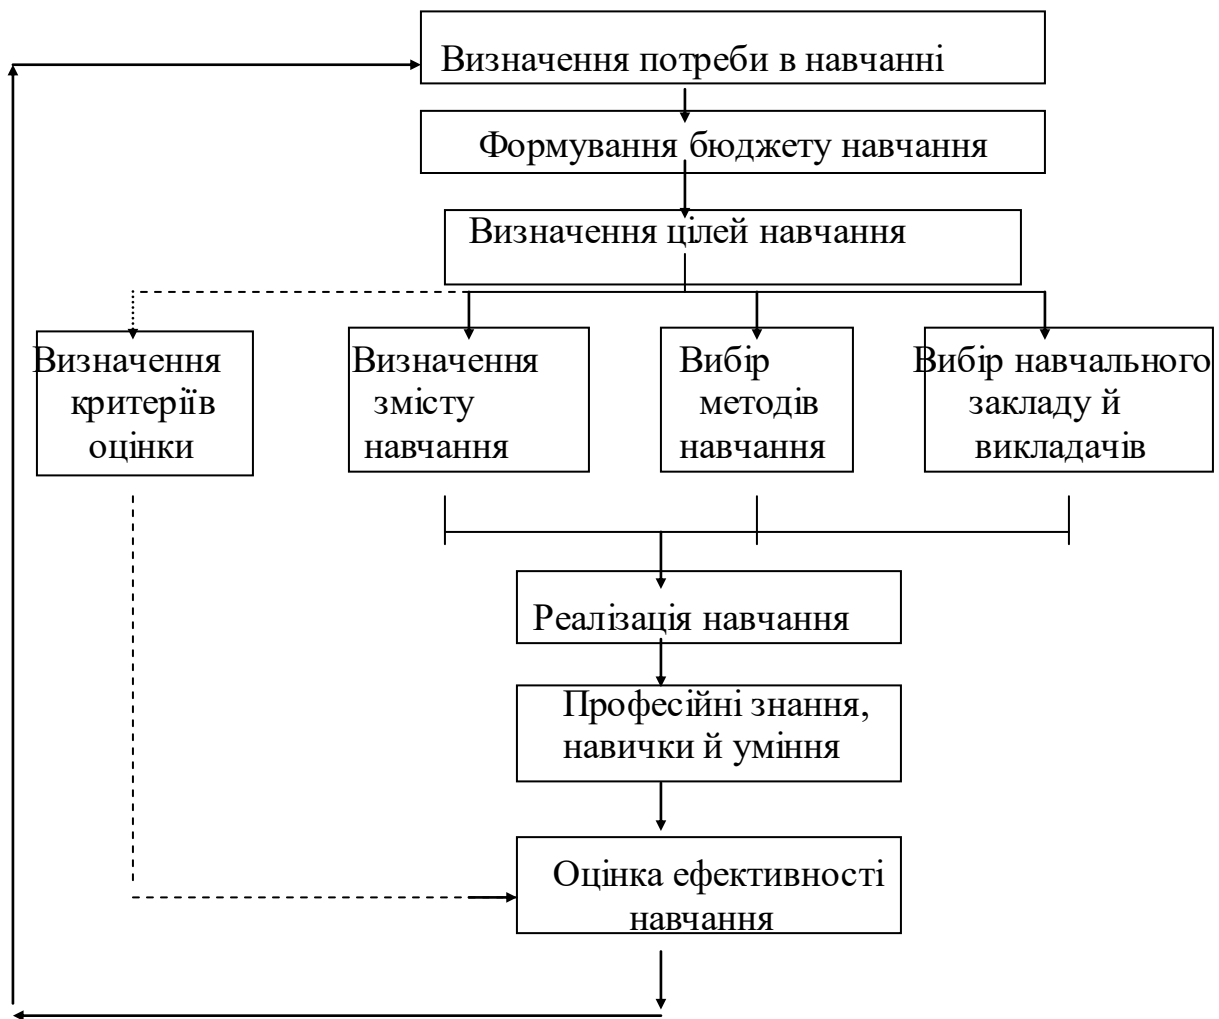 Визначення потреби в навчанні
Формування бюджету навчання
Визначення цілей навчання
Визначення
критеріїв
оцінки
Визначення
змісту
навчання
Вибір
методів
навчання
Вибір навчального
закладу й
викладачів
Реалізація навчання
Професійні знання,
навички й уміння
Оцінка ефективності
навчання